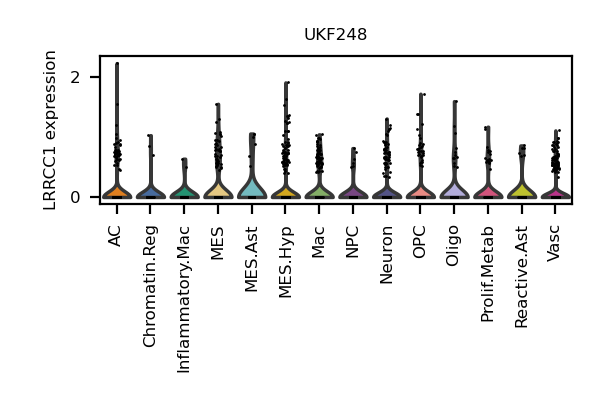 UKF248
LRRCC1 expression
2
0
AC
Chromatin.Reg
Inflammatory.Mac
MES
MES.Ast
MES.Hyp
Mac
NPC
Neuron
OPC
Oligo
Prolif.Metab
Reactive.Ast
Vasc